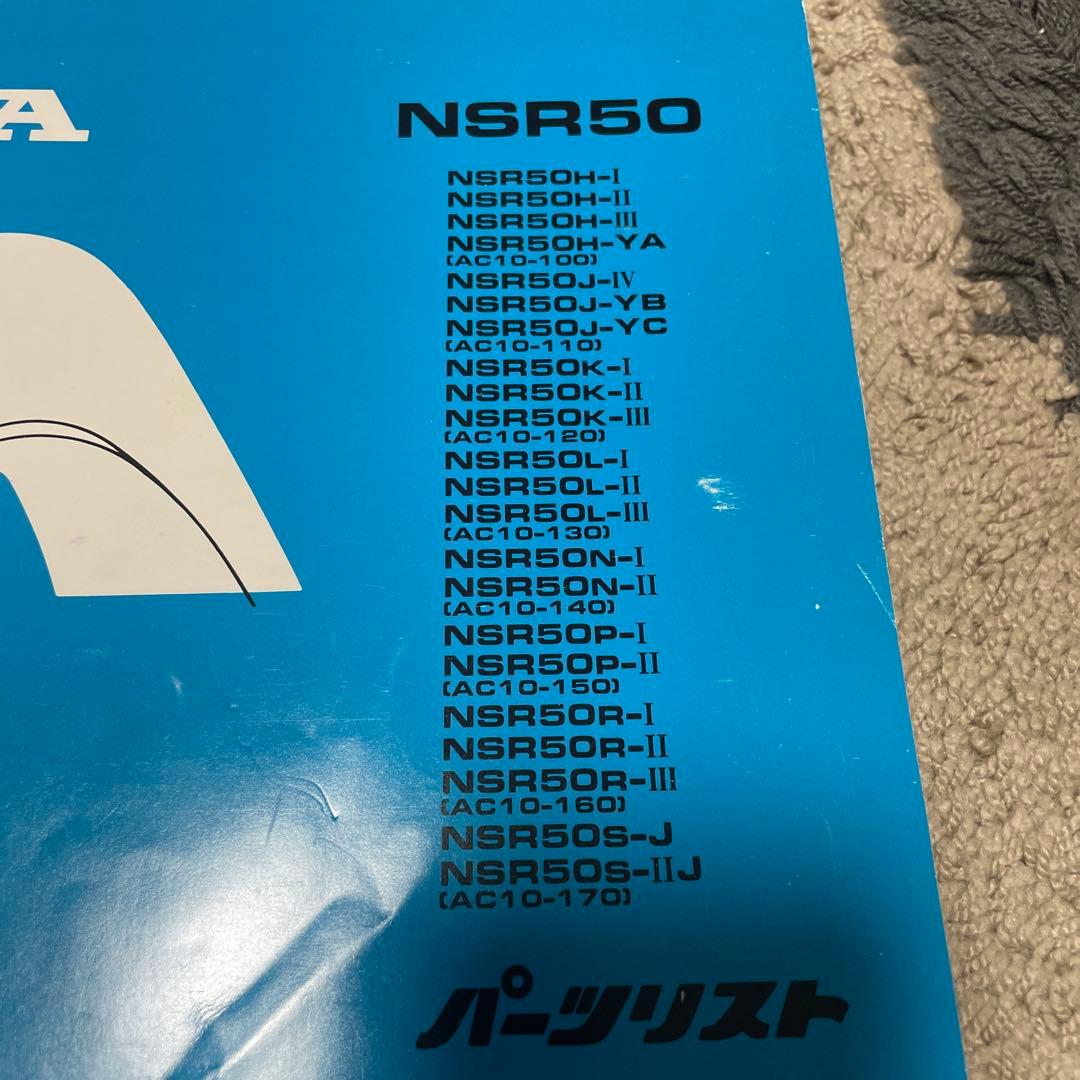 A
NSR50
NSR50H-I
NSR50H-II
NSR50H-III
NSR50H-YA
(AC10-100)
NSR50J-IV
NSR50J-YB
NSR50J-YC
(AC10-110)
NSR50K-I
NSR50K-II
NSR50K-III
(AC10-120)
NSR50L-I
NSR50L-II
NSR50L-III
(AC10-130)
NSR50N-I
NSR50N-II
(AC10-140)
NSR50P-I
NSR50P-II
(AC10-150)
NSR50R-I
NSR50R-II
NSR50R-III
(AC10-160)
NSR50S-J
NSR50S-IIJ
(AC10-170)
パーツリスト